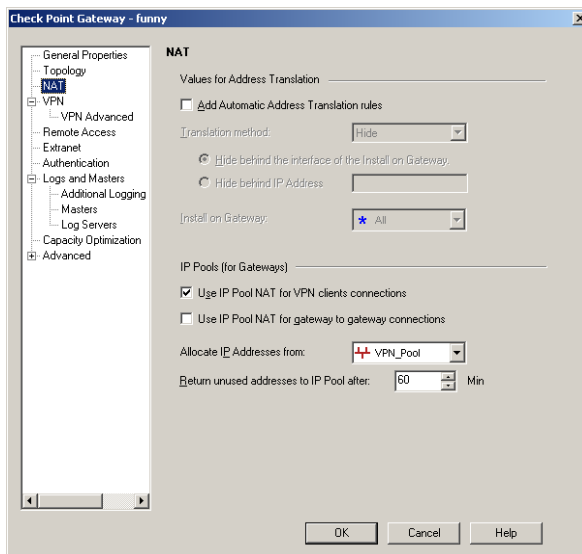 Check Point Gateway - funny
General Properties
Topology
NAT
VPN
VPN Advanced
Remote Access
Extranet
Authentication
Logs and Masters
Additional Logging
Masters
Log Servers
Capacity Optimization
Advanced
NAT
Values for Address Translation
Add Automatic Address Translation rules
Translation method: Hide
Hide behind the interface of the Install on Gateway.
Hide behind IP Address
Install on Gateway: * All
IP Pools (for Gateways)
Use IP Pool NAT for VPN clients connections
Use IP Pool NAT for gateway to gateway connections
Allocate IP Addresses from: VPN_Pool
Return unused addresses to IP Pool after: 60 Min
OK Cancel Help